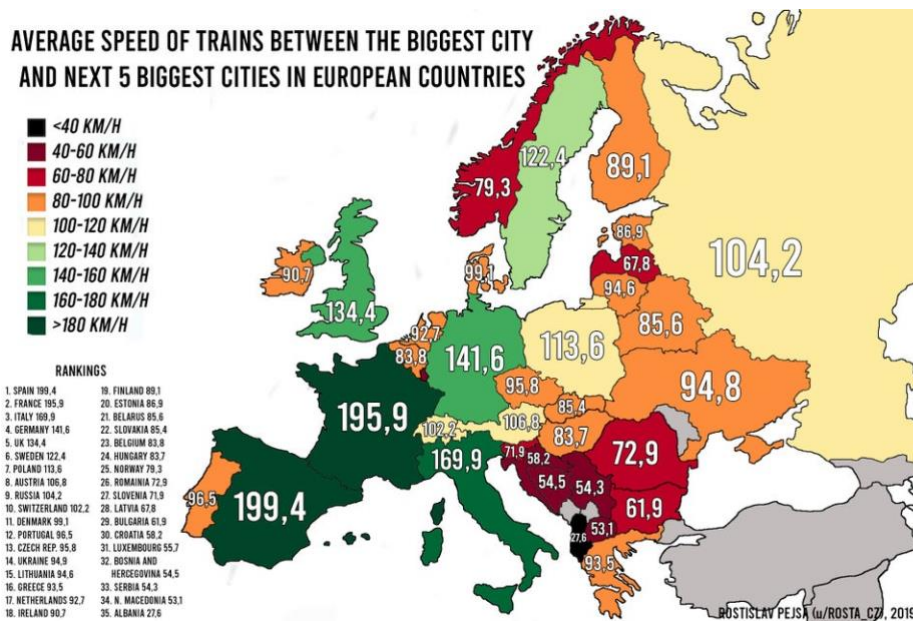 AVERAGE SPEED OF TRAINS BETWEEN THE BIGGEST CITY
AND NEXT 5 BIGGEST CITIES IN EUROPEAN COUNTRIES
<40 KM/H
40-60 KM/H
60-80 KM/H
80-100 KM/H
100-120 KM/H
120-140 KM/H
140-160 KM/H
160-180 KM/H
>180 KM/H
RANKINGS
1. SPAIN 199,4
2. FRANCE 195,9
3. ITALY 169,9
4. GERMANY 141,6
5. UK 134,4
6. SWEDEN 122,4
7. POLAND 113,6
8. AUSTRIA 106,8
9. RUSSIA 104,2
10. SWITZERLAND 102,2
11. DENMARK 99,1
12. PORTUGAL 96,5
13. CZECH REP. 95,8
14. UKRAINE 94,9
15. LITHUANIA 94,6
16. GREECE 93,5
17. NETHERLANDS 92,7
18. IRELAND 90,7
19. FINLAND 89,1
20. ESTONIA 86,9
21. BELARUS 85,6
22. SLOVAKIA 85,4
23. BELGIUM 83,8
24. HUNGARY 83,7
25. NORWAY 79,3
26. ROMAINIA 72,9
27. SLOVENIA 71,9
28. LATVIA 67,8
29. BULGARIA 61,9
30. CROATIA 58,2
31. LUXEMBOURG 55,7
32. BOSNIA AND
HERCEGOVINA 54,5
33. SERBIA 54,3
34. N. MACEDONIA 53,1
35. ALBANIA 27,6
122,4
89,1
79,3
86,9
104,2
67,8
90,7
99,1
94,6
134,4
92,7
85,6
83,8
141,6
113,6
95,8
94,8
85,4
195,9
102,2
106,8
83,7
169,9
71,9
58,2
72,9
54,5
54,3
199,4
96,5
61,9
53,1
27,6
93,5
ROSTISLAV PEJSA (u/ROSTA_CZ), 2019